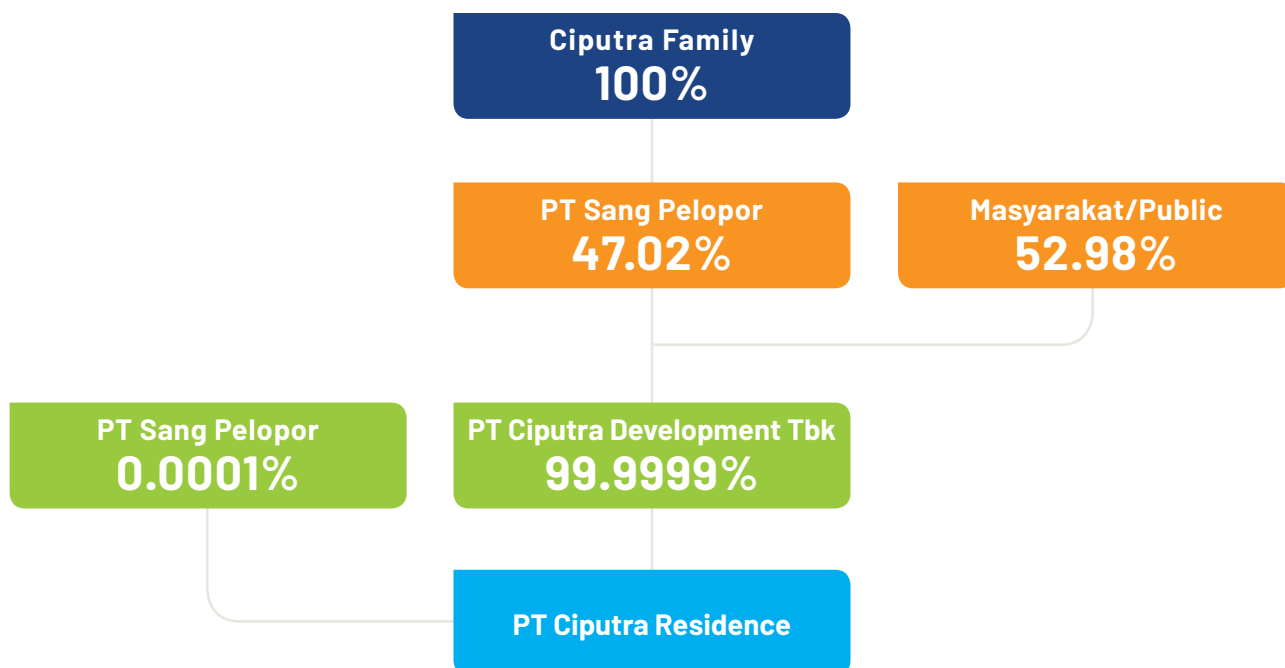 Ciputra Family
100%
PT Sang Pelopor
47.02%
Masyarakat/Public
52.98%
PT Sang Pelopor
0.0001%
PT Ciputra Development Tbk
99.9999%
PT Ciputra Residence